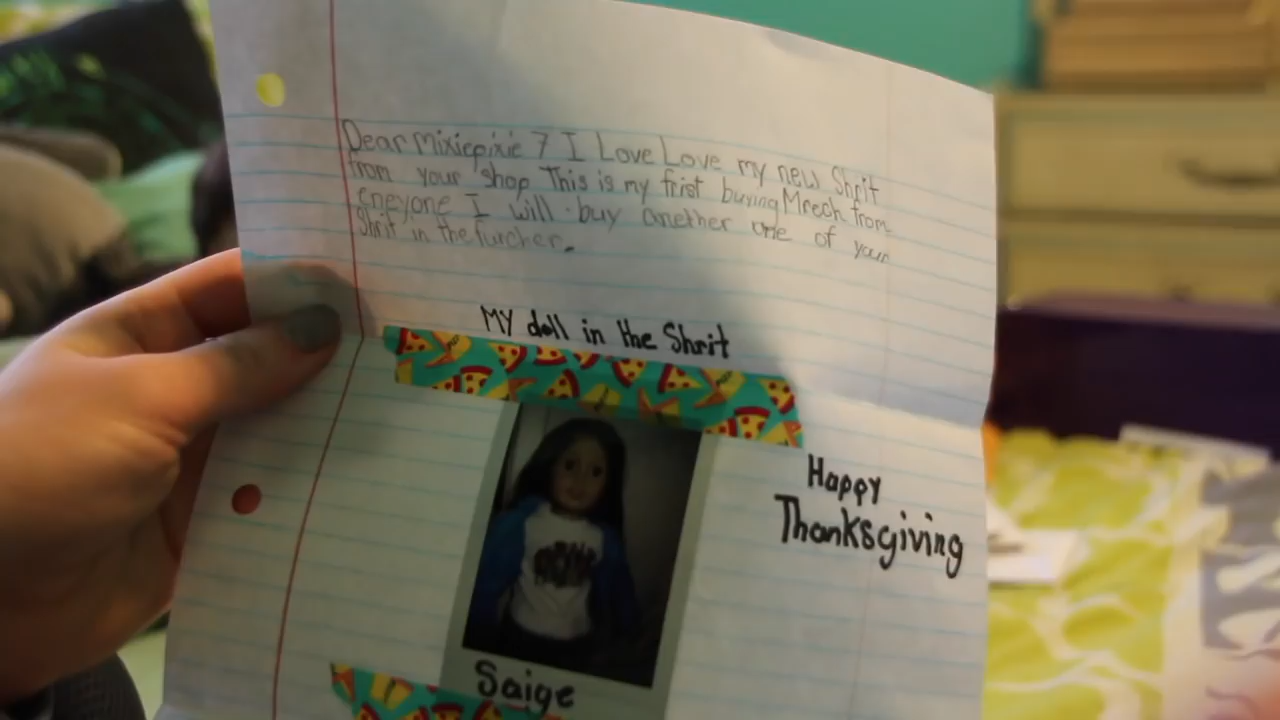 Dear Mixiepixie 7 I Love Love my new Shrit
from your shop This is my frist buying Mrech from
eneyone I will buy another one of your
Shrit in the furcher.
MY doll in the Shrit
Happy
Thanksgiving
Saige